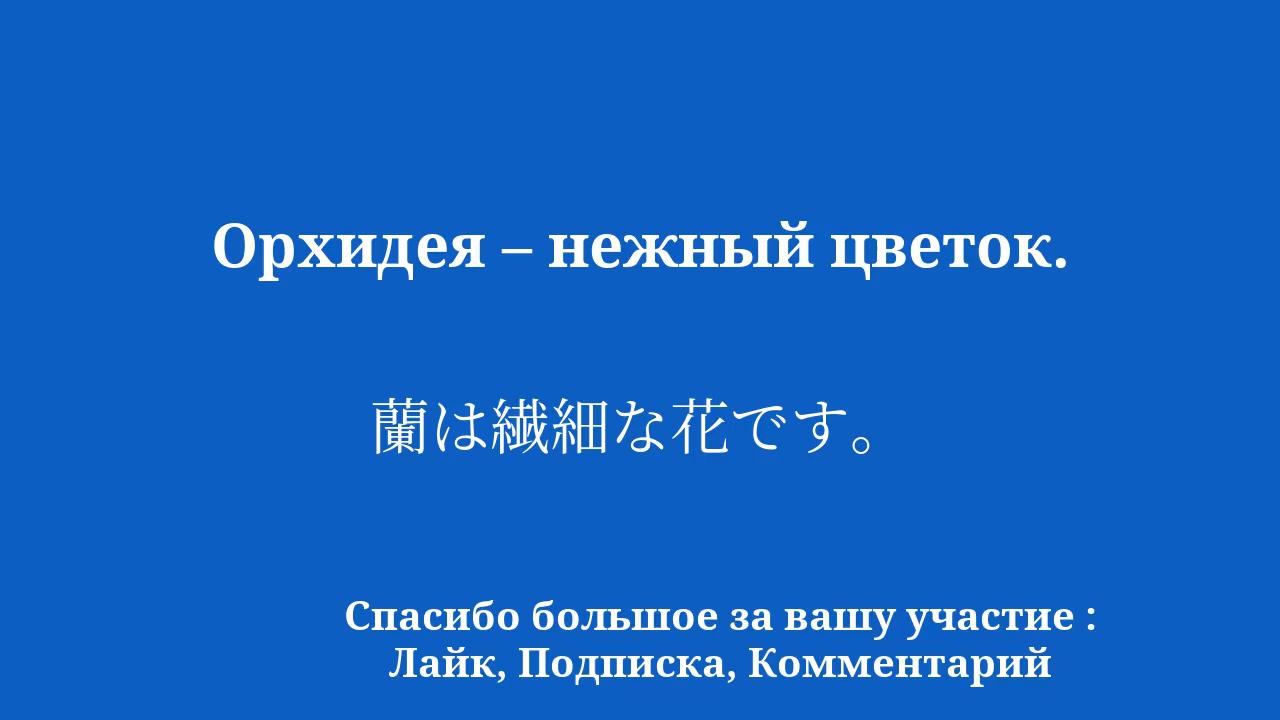 Орхидея – нежный цветок.
蘭は繊細な花です。
Спасибо большое за вашу участие :
Лайк, Подписка, Комментарий